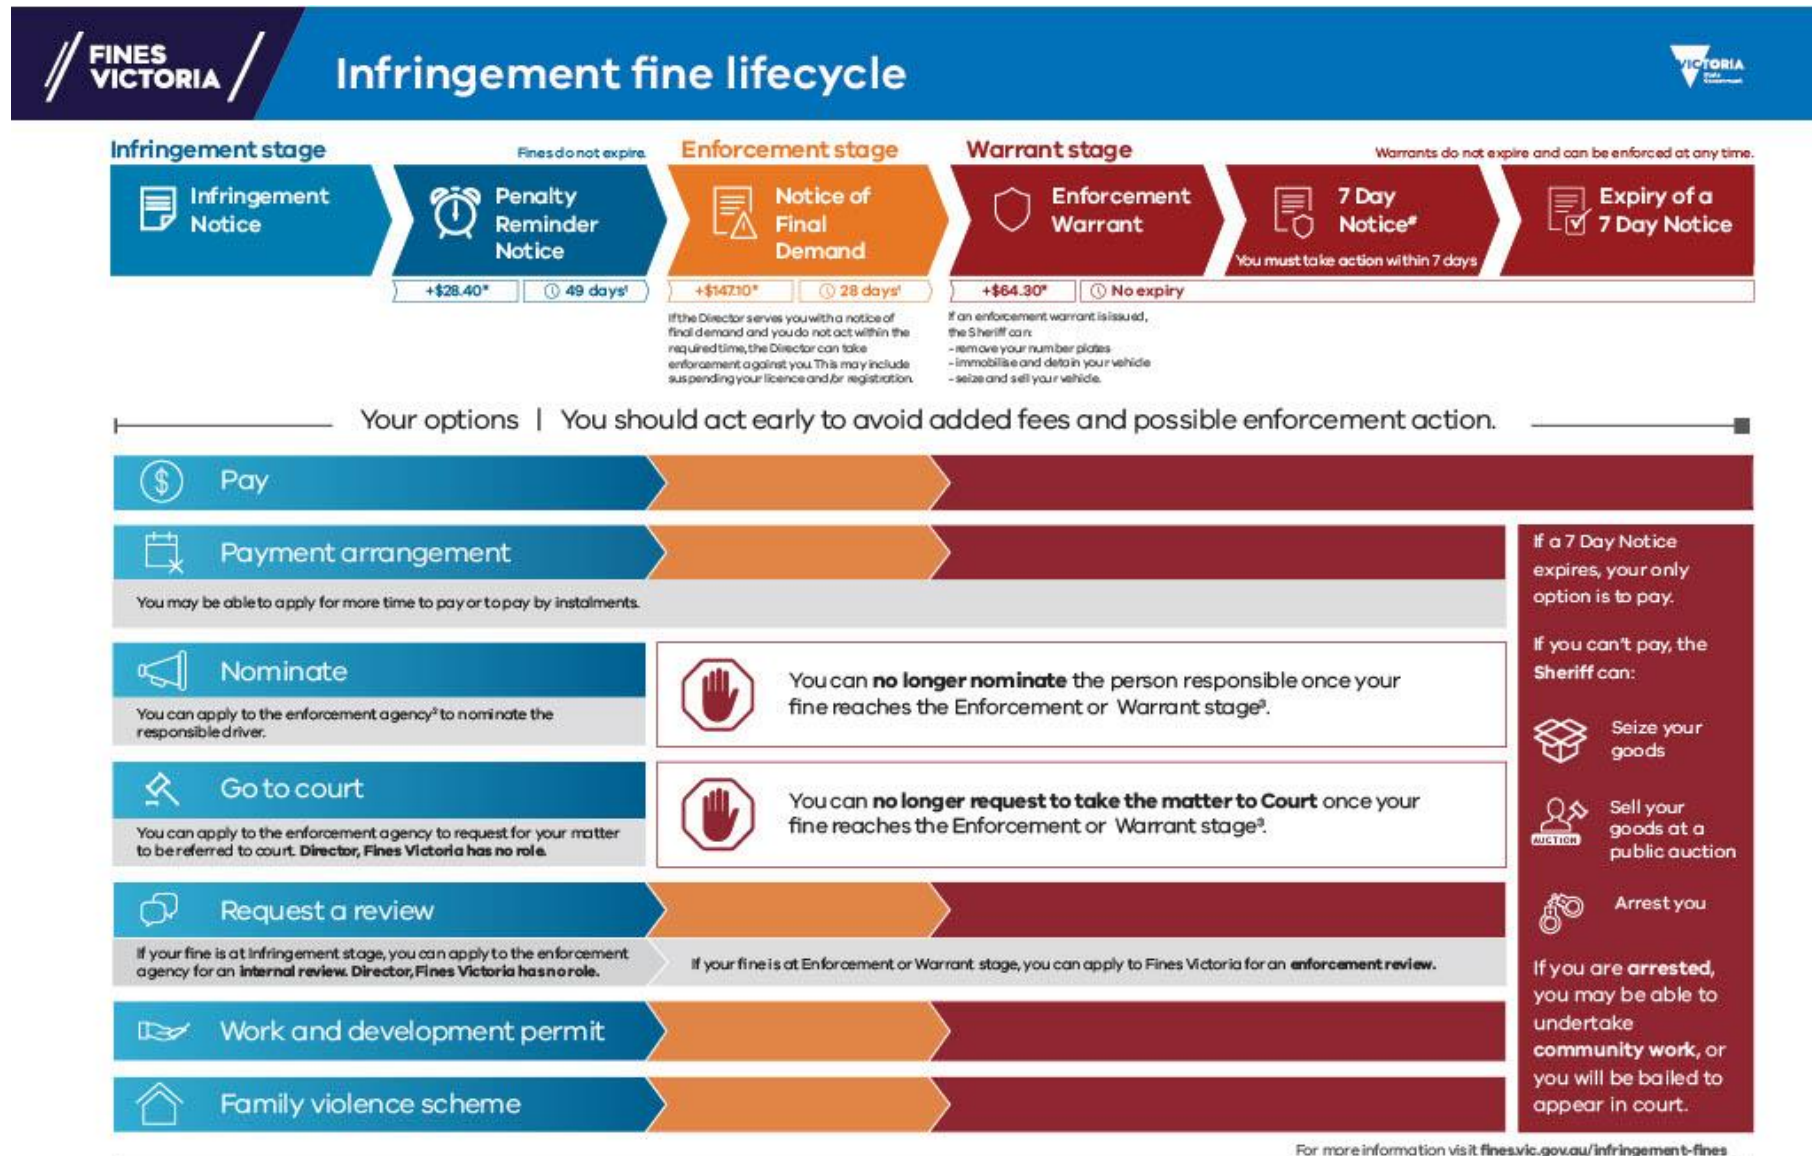 FINES
VICTORIA
Infringement fine lifecycle
VICTORIA
State
Government
Infringement stage
Fines do not expire.
Enforcement stage
Warrant stage
Warrants do not expire and can be enforced at any time.
Infringement
Notice
Penalty
Reminder
Notice
Notice of
Final
Demand
Enforcement
Warrant
7 Day
Notice#
You must take action within 7 days
Expiry of a
7 Day Notice
+$28.40*
49 days¹
+$147.10*
28 days¹
+$64.30*
No expiry
If the Director serves you with a notice of
final demand and you do not act within the
required time, the Director can take
enforcement against you. This may include
suspending your licence and/or registration.
If an enforcement warrant is issued,
the Sheriff can:
- remove your number plates
- immobilise and detain your vehicle
- seize and sell your vehicle.
Your options | You should act early to avoid added fees and possible enforcement action.
Pay
Payment arrangement
You may be able to apply for more time to pay or to pay by instalments.
Nominate
You can apply to the enforcement agency² to nominate the
responsible driver.
You can no longer nominate the person responsible once your
fine reaches the Enforcement or Warrant stage³.
Go to court
You can apply to the enforcement agency to request for your matter
to be referred to court. Director, Fines Victoria has no role.
You can no longer request to take the matter to Court once your
fine reaches the Enforcement or Warrant stage³.
Request a review
If your fine is at Infringement stage, you can apply to the enforcement
agency for an internal review. Director, Fines Victoria has no role.
If your fine is at Enforcement or Warrant stage, you can apply to Fines Victoria for an enforcement review.
Work and development permit
Family violence scheme
If a 7 Day Notice
expires, your only
option is to pay.
If you can't pay, the
Sheriff can:
Seize your
goods
AUCTION
Sell your
goods at a
public auction
Arrest you
If you are arrested,
you may be able to
undertake
community work, or
you will be bailed to
appear in court.
For more information visit fines.vic.gov.au/infringement-fines